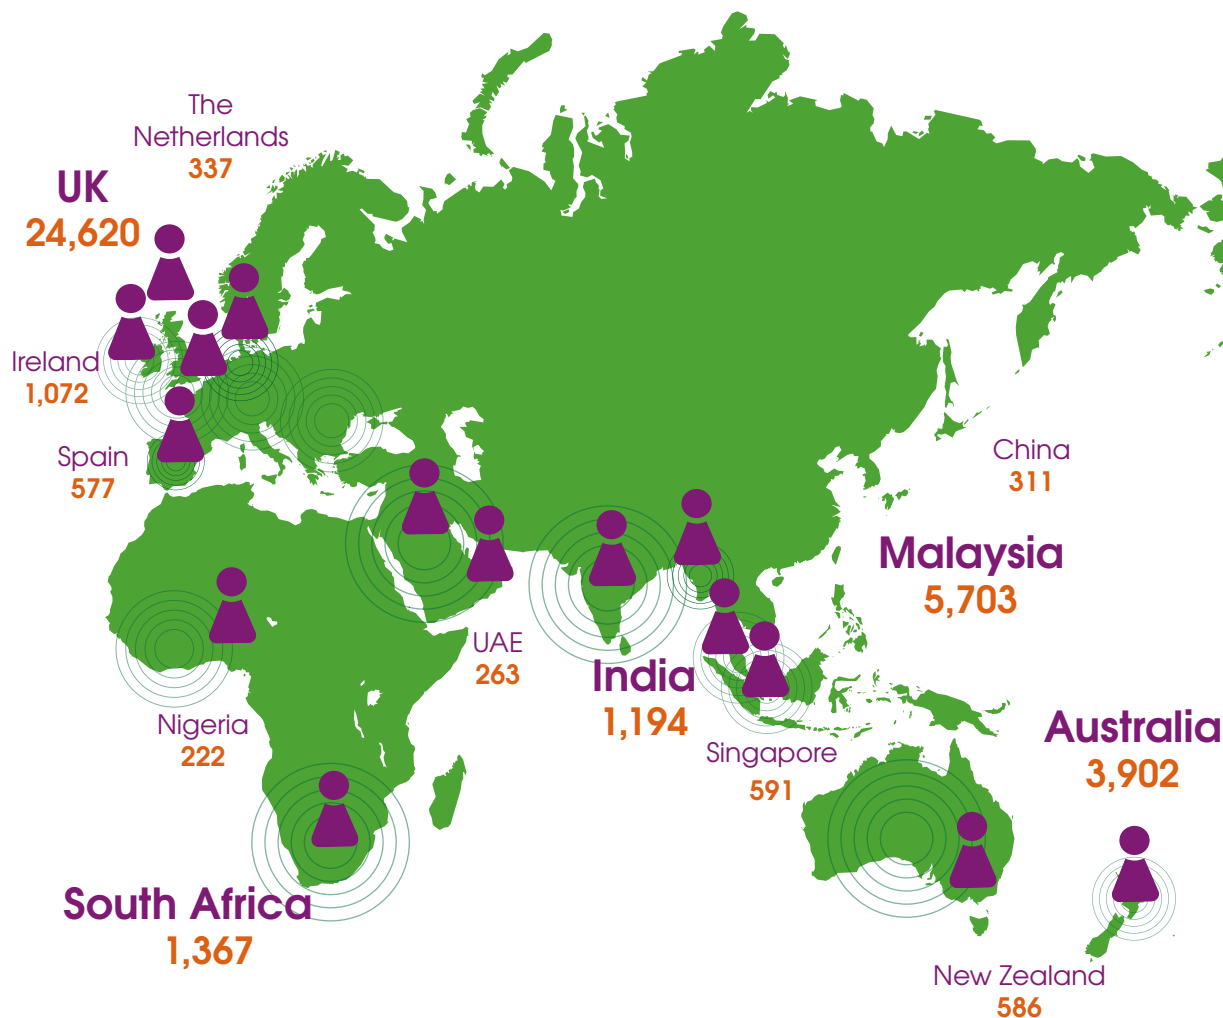 The
Netherlands
337
UK
24,620
Ireland
1,072
Spain
577
China
311
Malaysia
5,703
UAE
263
India
1,194
Nigeria
222
Singapore
591
Australia
3,902
South Africa
1,367
New Zealand
586